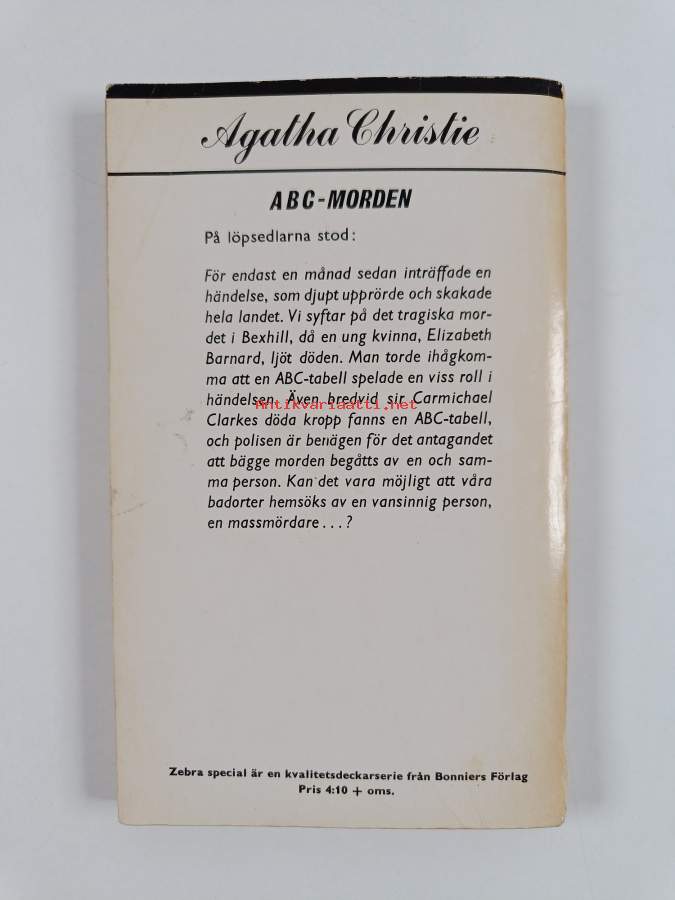 Agatha Christie
ABC-MORDEN
På löpsedlarna stod:
För endast en månad sedan inträffade en
händelse, som djupt upprörde och skakade
hela landet. Vi syftar på det tragiska mor-
det i Bexhill, då en ung kvinna, Elizabeth
Barnard, ljöt döden. Man torde ihågkom-
ma att en ABC-tabell spelade en viss roll i
händelsen. Även bredvid sir Carmichael
Antikvariaatti.net
Clarkes döda kropp fanns en ABC-tabell,
och polisen är benägen för det antagandet
att bägge morden begåtts av en och sam-
ma person. Kan det vara möjligt att våra
badorter hemsöks av en vansinnig person,
en massmördare...?
Zebra special är en kvalitetsdeckarserie från Bonniers Förlag
Pris 4:10 + oms.